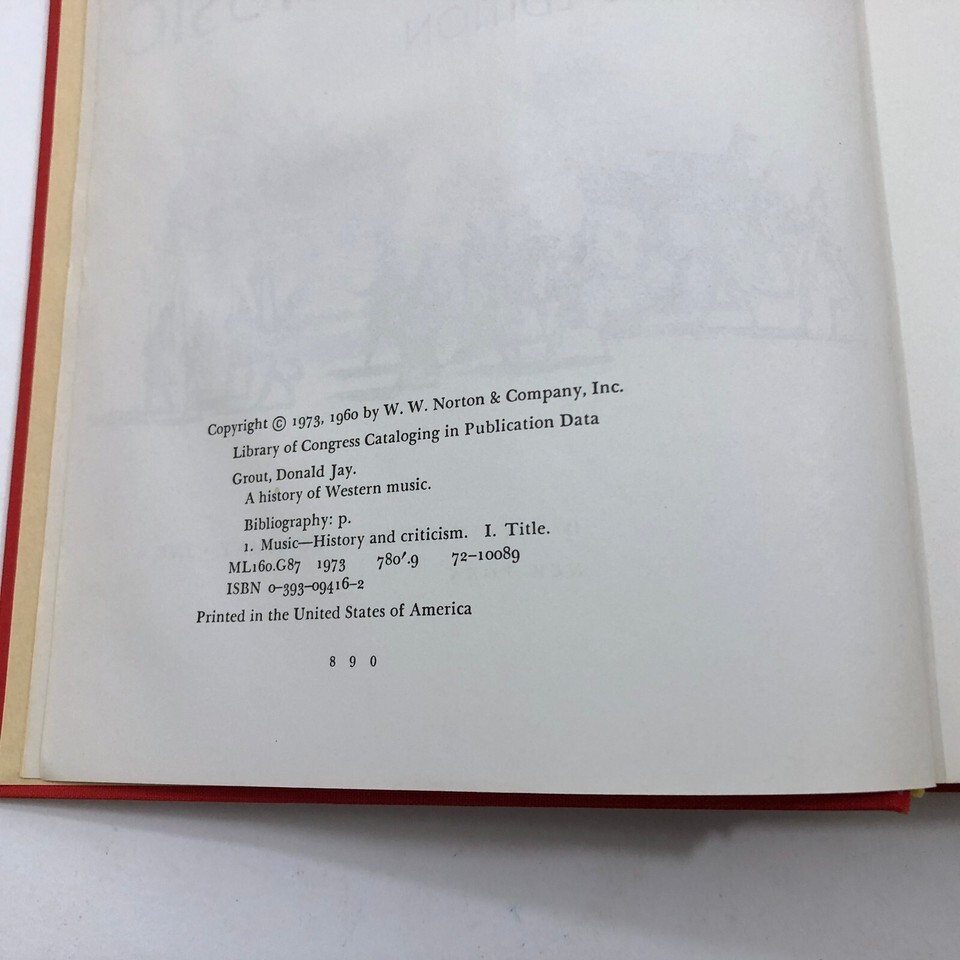 Copyright © 1973, 1960 by W. W. Norton & Company, Inc.
Library of Congress Cataloging in Publication Data
Grout, Donald Jay.
A history of Western music.
Bibliography: p.
1. Music—History and criticism. I. Title.
ML160.G87 1973 780′.9 72–10089
ISBN 0–393–09416–2
Printed in the United States of America
8 9 0